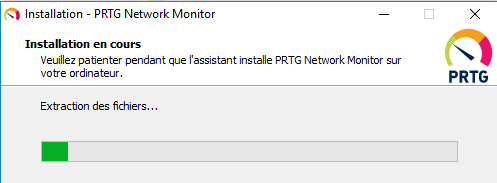 Installation - PRTG Network Monitor
Installation en cours
Veuillez patienter pendant que l'assistant installe PRTG Network Monitor sur
votre ordinateur.
PRTG
Extraction des fichiers...